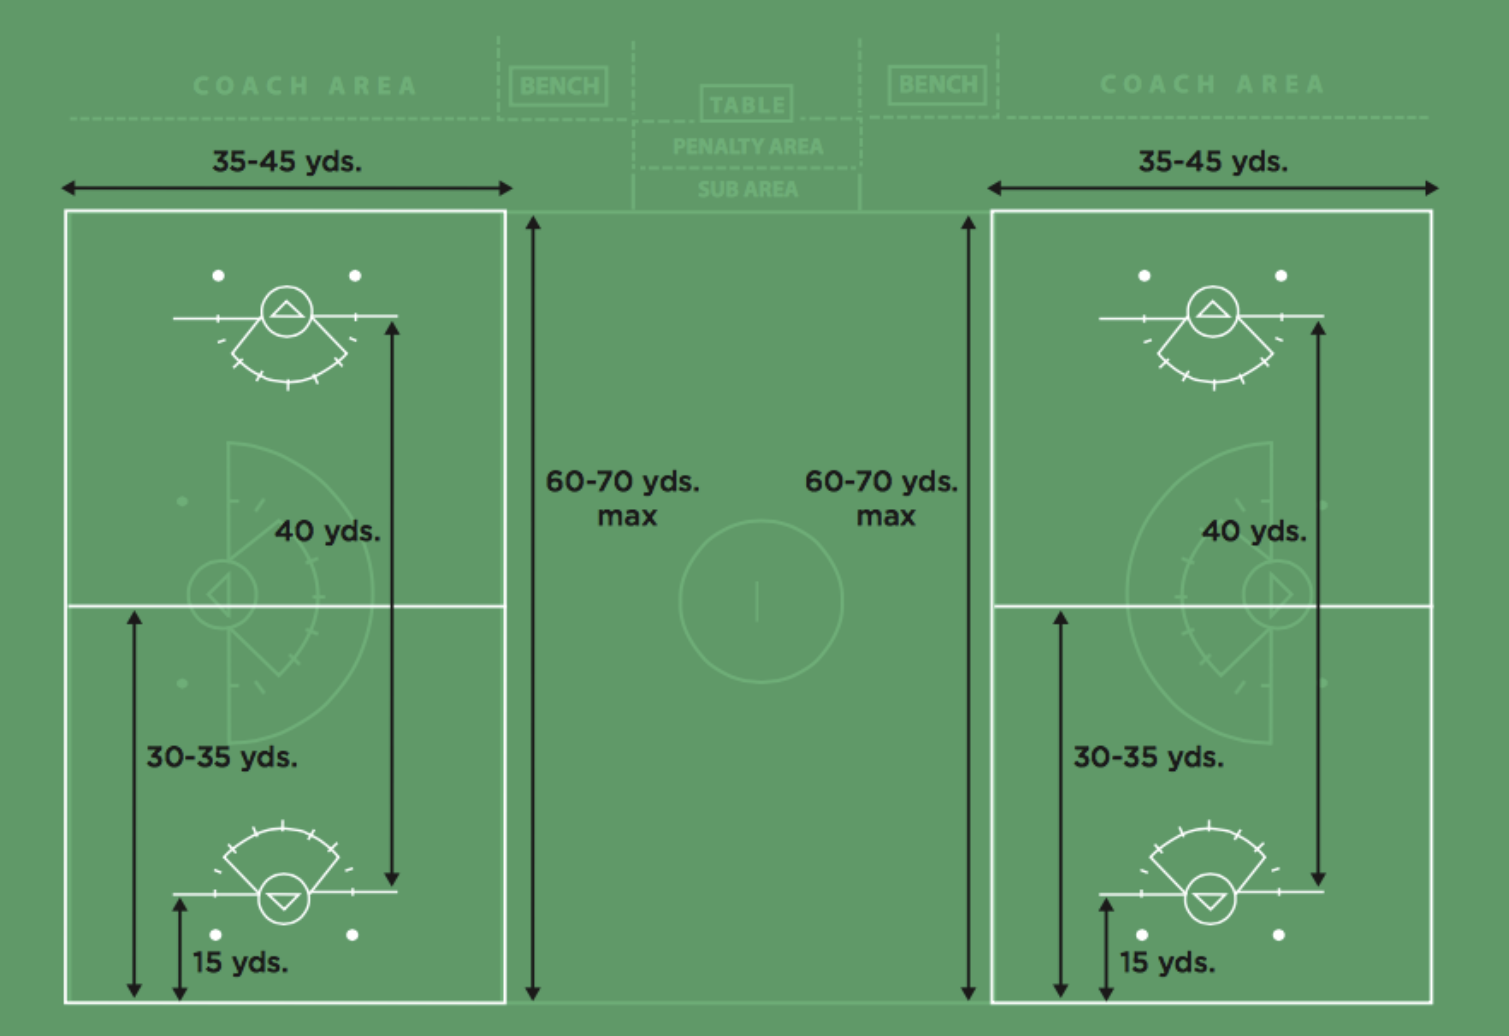 COACH AREA
BENCH
TABLE
BENCH
COACH AREA
PENALTY AREA
SUB AREA
35-45 yds.
35-45 yds.
60-70 yds.
max
60-70 yds.
max
40 yds.
40 yds.
30-35 yds.
30-35 yds.
15 yds.
15 yds.